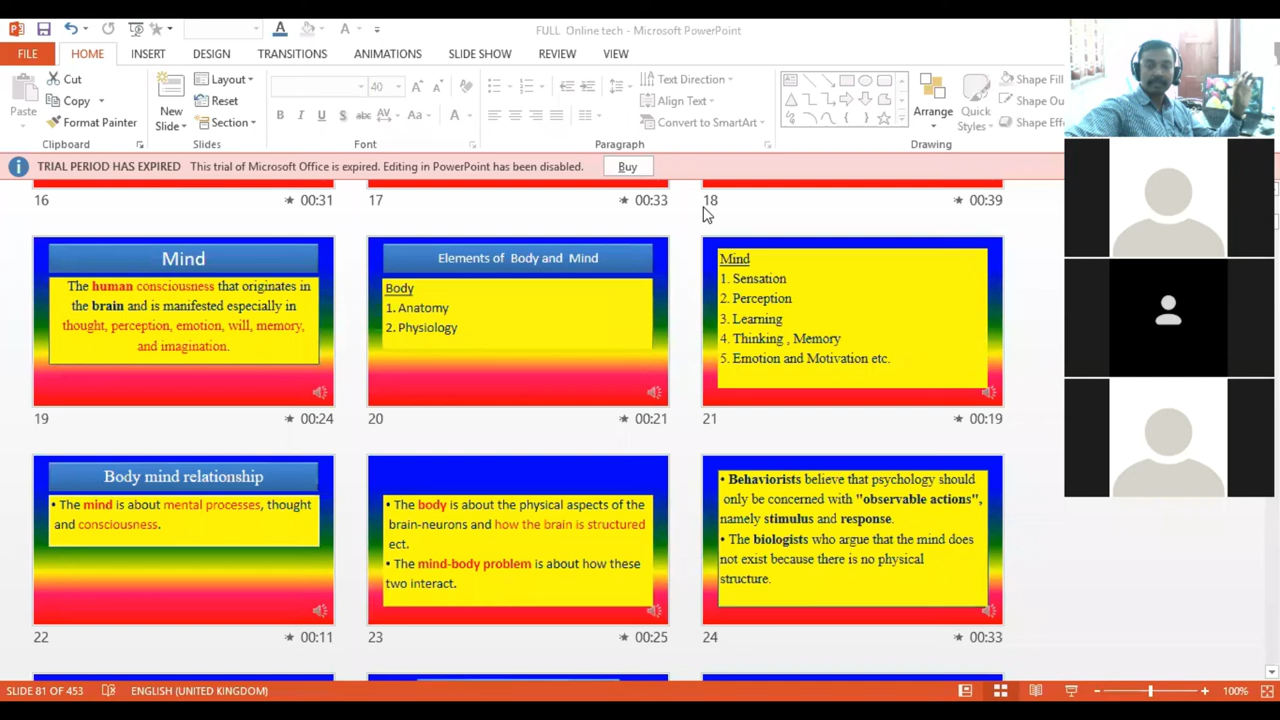 FULL Online tech - Microsoft PowerPoint
FILE HOME INSERT DESIGN TRANSITIONS ANIMATIONS SLIDE SHOW REVIEW VIEW
Paste
Cut
Copy
Format Painter
Clipboard
New
Slide
Layout
Reset
Section
Slides
40
Font
Text Direction
Align Text
Convert to SmartArt
Paragraph
Arrange
Quick
Styles
Shape Fill
Shape Ou
Shape Effe
Drawing
TRIAL PERIOD HAS EXPIRED This trial of Microsoft Office is expired. Editing in PowerPoint has been disabled. Buy
16 00:31 17 00:33 18 00:39
Mind
The human consciousness that originates in
the brain and is manifested especially in
thought, perception, emotion, will, memory,
and imagination.
19 00:24
Elements of Body and Mind
Body
1. Anatomy
2. Physiology
20 00:21
Mind
1. Sensation
2. Perception
3. Learning
4. Thinking , Memory
5. Emotion and Motivation etc.
21 00:19
Body mind relationship
• The mind is about mental processes, thought
and consciousness.
22 00:11
• The body is about the physical aspects of the
brain-neurons and how the brain is structured
ect.
• The mind-body problem is about how these
two interact.
23 00:25
• Behaviorists believe that psychology should
only be concerned with "observable actions",
namely stimulus and response.
• The biologists who argue that the mind does
not exist because there is no physical
structure.
24 00:33
SLIDE 81 OF 453 ENGLISH (UNITED KINGDOM) 100%